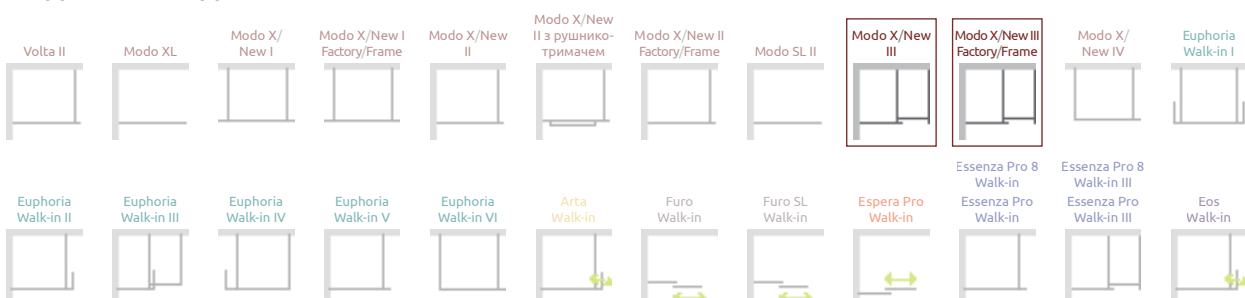 Volta II
Modo XL
Modo X/
New I
Modo X/New I
Factory/Frame
Modo X/New
II
Modo X/New
II з рушнико-
тримачем
Modo X/New II
Factory/Frame
Modo SL II
Modo X/New
III
Modo X/New III
Factory/Frame
Modo X/
New IV
Euphoria
Walk-in I
Euphoria
Walk-in II
Euphoria
Walk-in III
Euphoria
Walk-in IV
Euphoria
Walk-in V
Euphoria
Walk-in VI
Arta
Walk-in
Furo
Walk-in
Furo SL
Walk-in
Espera Pro
Walk-in
Essenza Pro 8
Walk-in
Essenza Pro
Walk-in
Essenza Pro 8
Walk-in III
Essenza Pro
Walk-in III
Eos
Walk-in